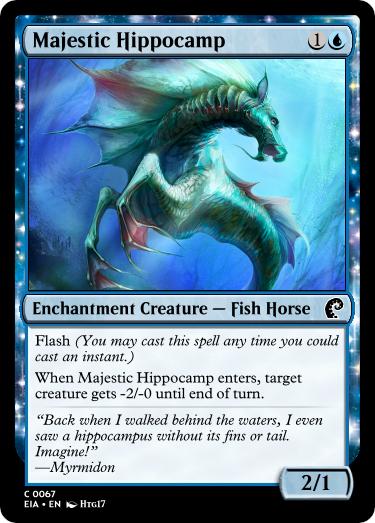 Majestic Hippocamp 1
Enchantment Creature — Fish Horse
Flash (You may cast this spell any time you could
cast an instant.)
When Majestic Hippocamp enters, target
creature gets -2/-0 until end of turn.
“Back when I walked behind the waters, I even
saw a hippocampus without its fins or tail.
Imagine!”
—Myrmidon
2/1
C 0067
EIA • EN Htg17